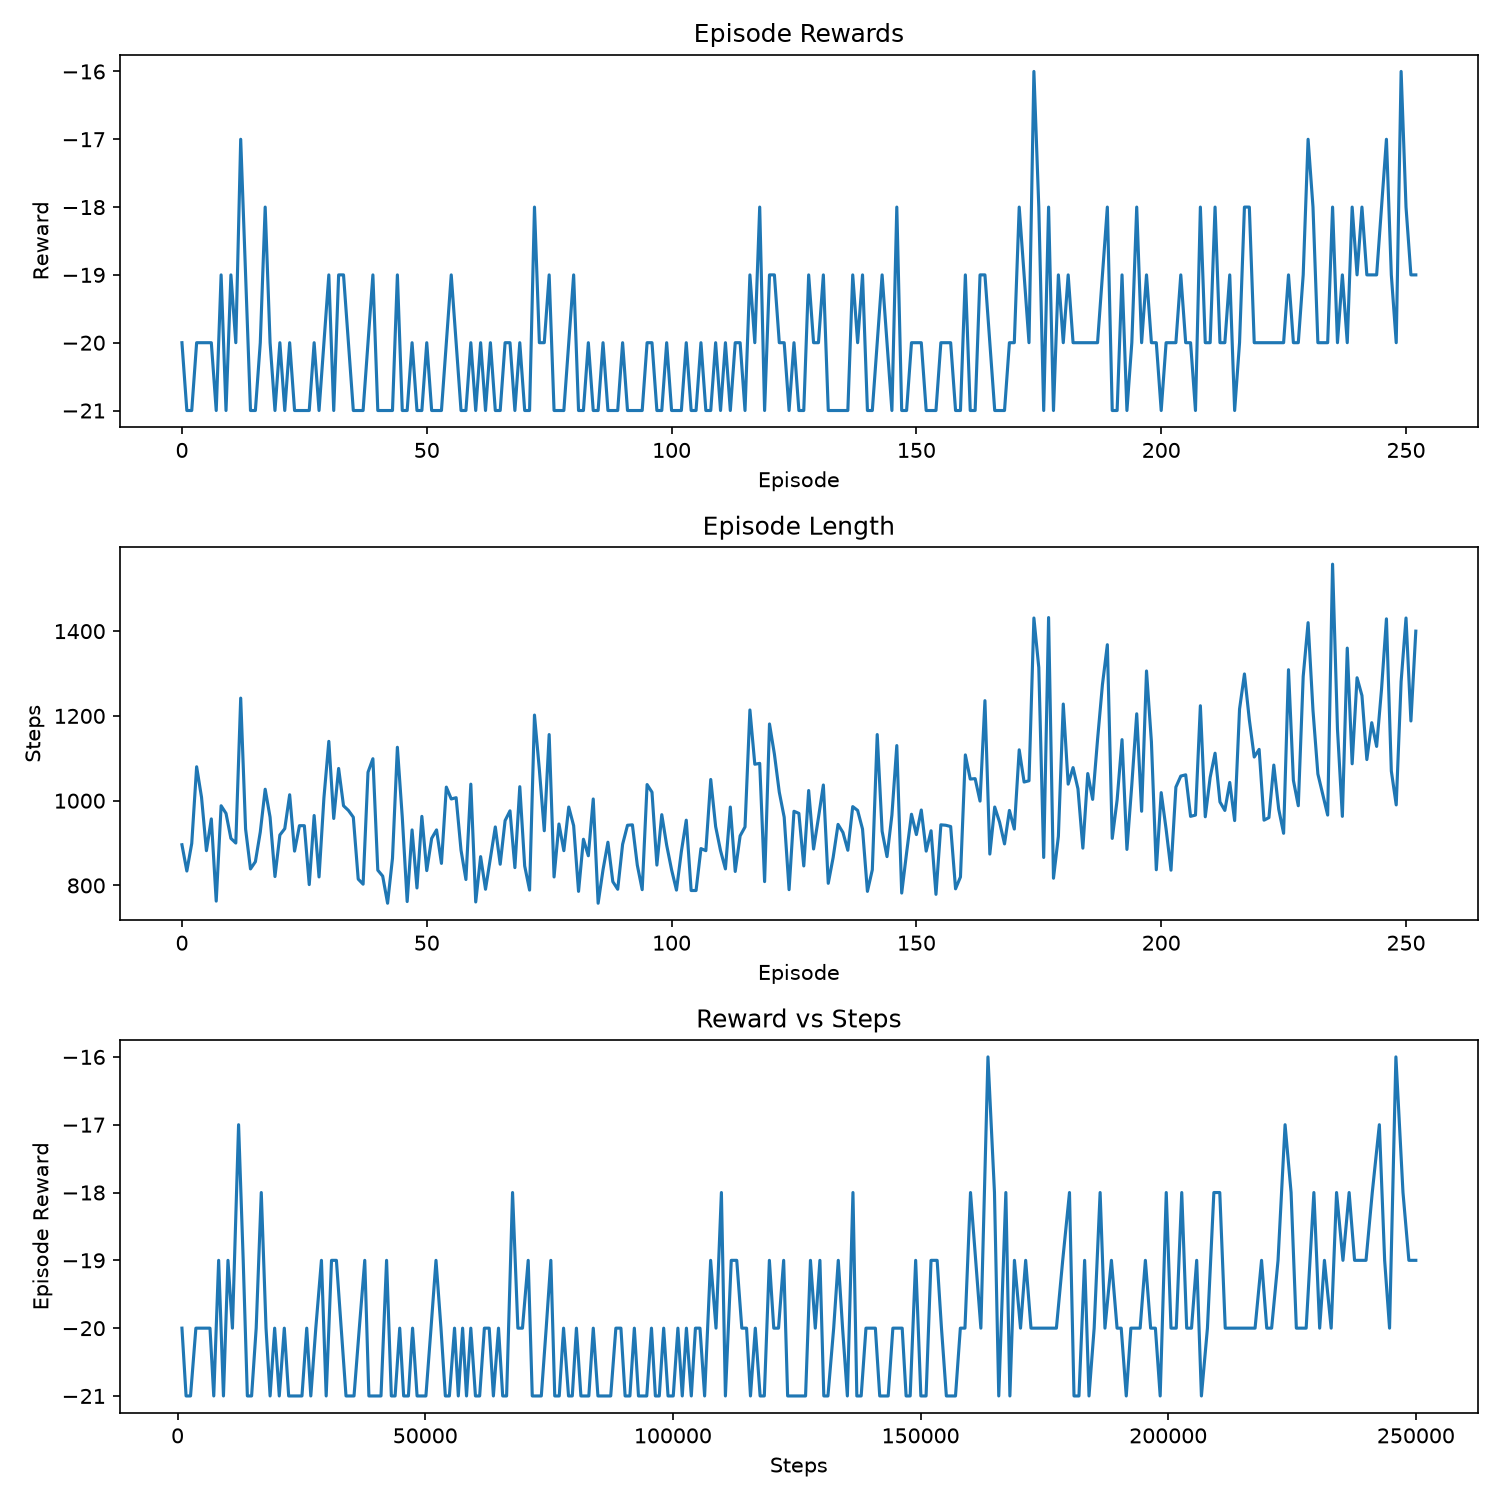 Episode Rewards
−16
−17
−18
−19
−20
−21
Reward
0 50 100 150 200 250
Episode
Episode Length
1400
1200
1000
800
Steps
0 50 100 150 200 250
Episode
Reward vs Steps
−16
−17
−18
−19
−20
−21
Episode Reward
0 50000 100000 150000 200000 250000
Steps